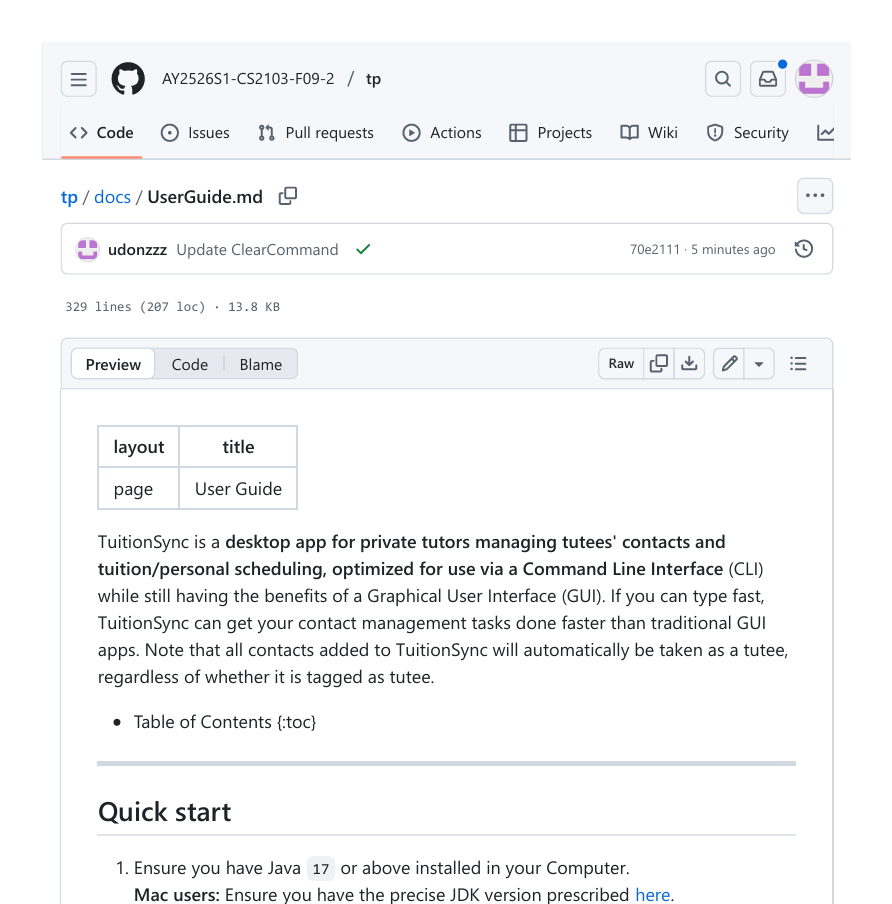 AY2526S1-CS2103-F09-2 / tp
Code Issues Pull requests Actions Projects Wiki Security
tp / docs / UserGuide.md
udonzzz Update ClearCommand 70e2111 · 5 minutes ago
329 lines (207 loc) · 13.8 KB
Preview Code Blame Raw
layout title
page User Guide
TuitionSync is a desktop app for private tutors managing tutees' contacts and
tuition/personal scheduling, optimized for use via a Command Line Interface (CLI)
while still having the benefits of a Graphical User Interface (GUI). If you can type fast,
TuitionSync can get your contact management tasks done faster than traditional GUI
apps. Note that all contacts added to TuitionSync will automatically be taken as a tutee,
regardless of whether it is tagged as tutee.
• Table of Contents {:toc}
Quick start
1. Ensure you have Java 17 or above installed in your Computer.
Mac users: Ensure you have the precise JDK version prescribed here.